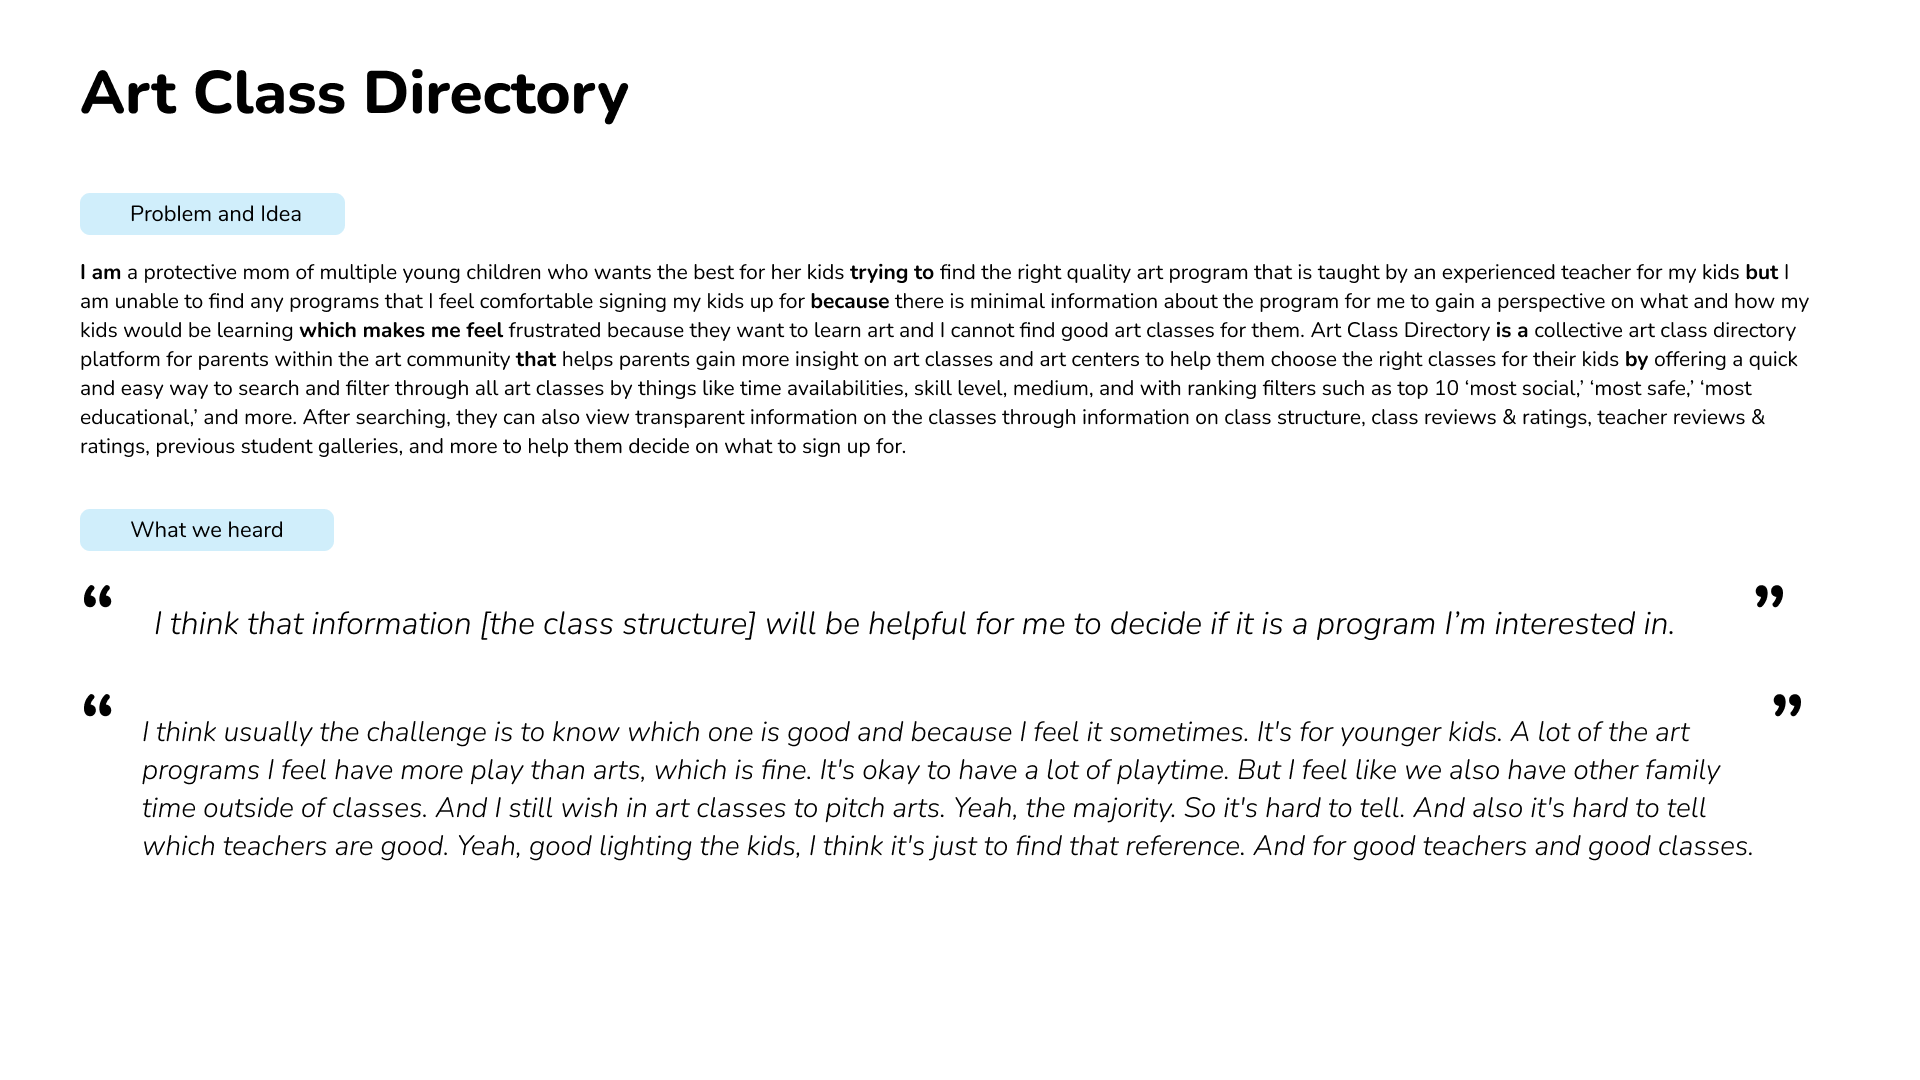 Art Class Directory
Problem and Idea
I am a protective mom of multiple young children who wants the best for her kids trying to find the right quality art program that is taught by an experienced teacher for my kids but I
am unable to find any programs that I feel comfortable signing my kids up for because there is minimal information about the program for me to gain a perspective on what and how my
kids would be learning which makes me feel frustrated because they want to learn art and I cannot find good art classes for them. Art Class Directory is a collective art class directory
platform for parents within the art community that helps parents gain more insight on art classes and art centers to help them choose the right classes for their kids by offering a quick
and easy way to search and filter through all art classes by things like time availabilities, skill level, medium, and with ranking filters such as top 10 ‘most social,’ ‘most safe,’ ‘most
educational,’ and more. After searching, they can also view transparent information on the classes through information on class structure, class reviews & ratings, teacher reviews &
ratings, previous student galleries, and more to help them decide on what to sign up for.
What we heard
“ I think that information [the class structure] will be helpful for me to decide if it is a program I’m interested in. ”
“ I think usually the challenge is to know which one is good and because I feel it sometimes. It's for younger kids. A lot of the art ”
programs I feel have more play than arts, which is fine. It's okay to have a lot of playtime. But I feel like we also have other family
time outside of classes. And I still wish in art classes to pitch arts. Yeah, the majority. So it's hard to tell. And also it's hard to tell
which teachers are good. Yeah, good lighting the kids, I think it's just to find that reference. And for good teachers and good classes.